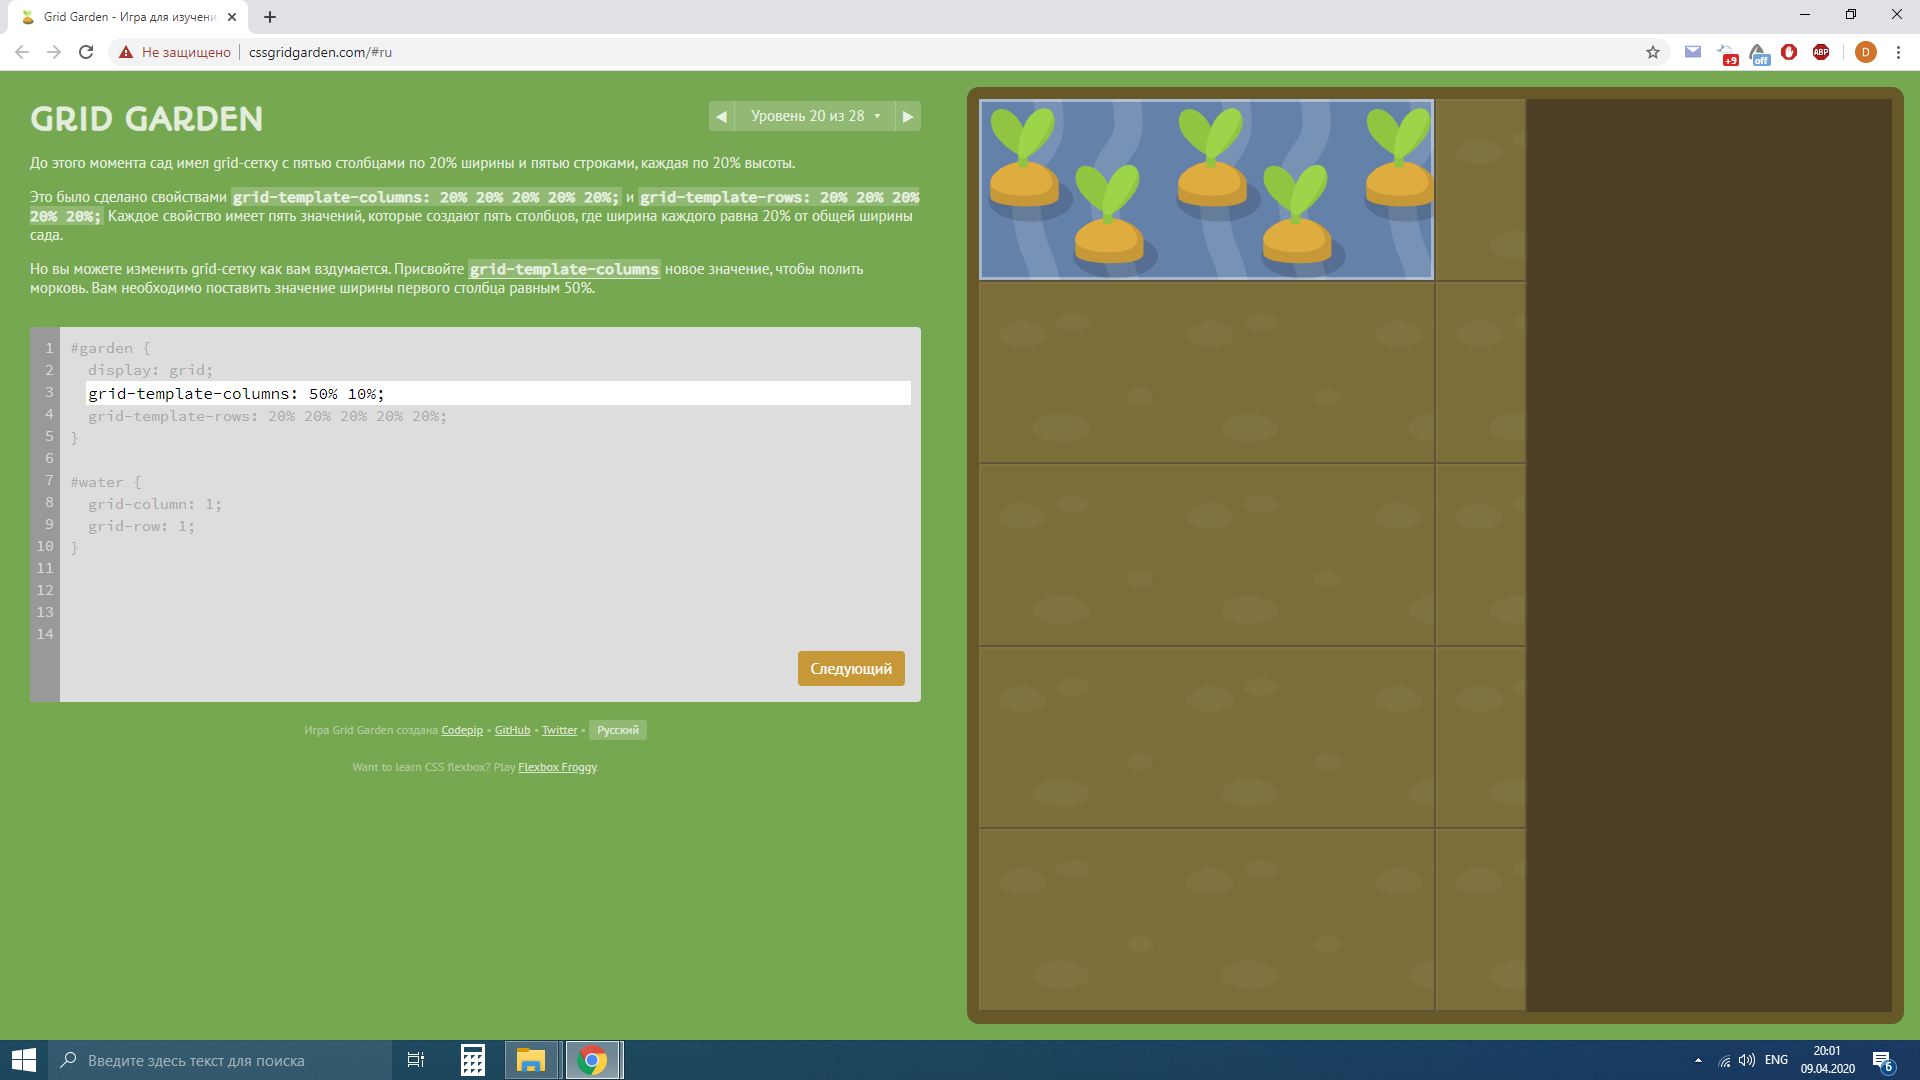 Grid Garden - Игра для изучени
Не защищено
cssgridgarden.com/#ru
+9
off
ABP
D
GRID GARDEN
Уровень 20 из 28
До этого момента сад имел grid-сетку с пятью столбцами по 20% ширины и пятью строками, каждая по 20% высоты.
Это было сделано свойствами grid-template-columns: 20% 20% 20% 20% 20%; и grid-template-rows: 20% 20% 20%
20% 20%; Каждое свойство имеет пять значений, которые создают пять столбцов, где ширина каждого равна 20% от общей ширины
сада.
Но вы можете изменить grid-сетку как вам вздумается. Присвойте grid-template-columns новое значение, чтобы полить
морковь. Вам необходимо поставить значение ширины первого столбца равным 50%.
1 #garden {
2 display: grid;
3 grid-template-columns: 50% 10%;
4 grid-template-rows: 20% 20% 20% 20% 20%;
5 }
6
7 #water {
8 grid-column: 1;
9 grid-row: 1;
10 }
11
12
13
14
Следующий
Игра Grid Garden создана Codepip • GitHub • Twitter • Русский
Want to learn CSS flexbox? Play Flexbox Froggy.
Введите здесь текст для поиска
ENG
20:01
09.04.2020
6